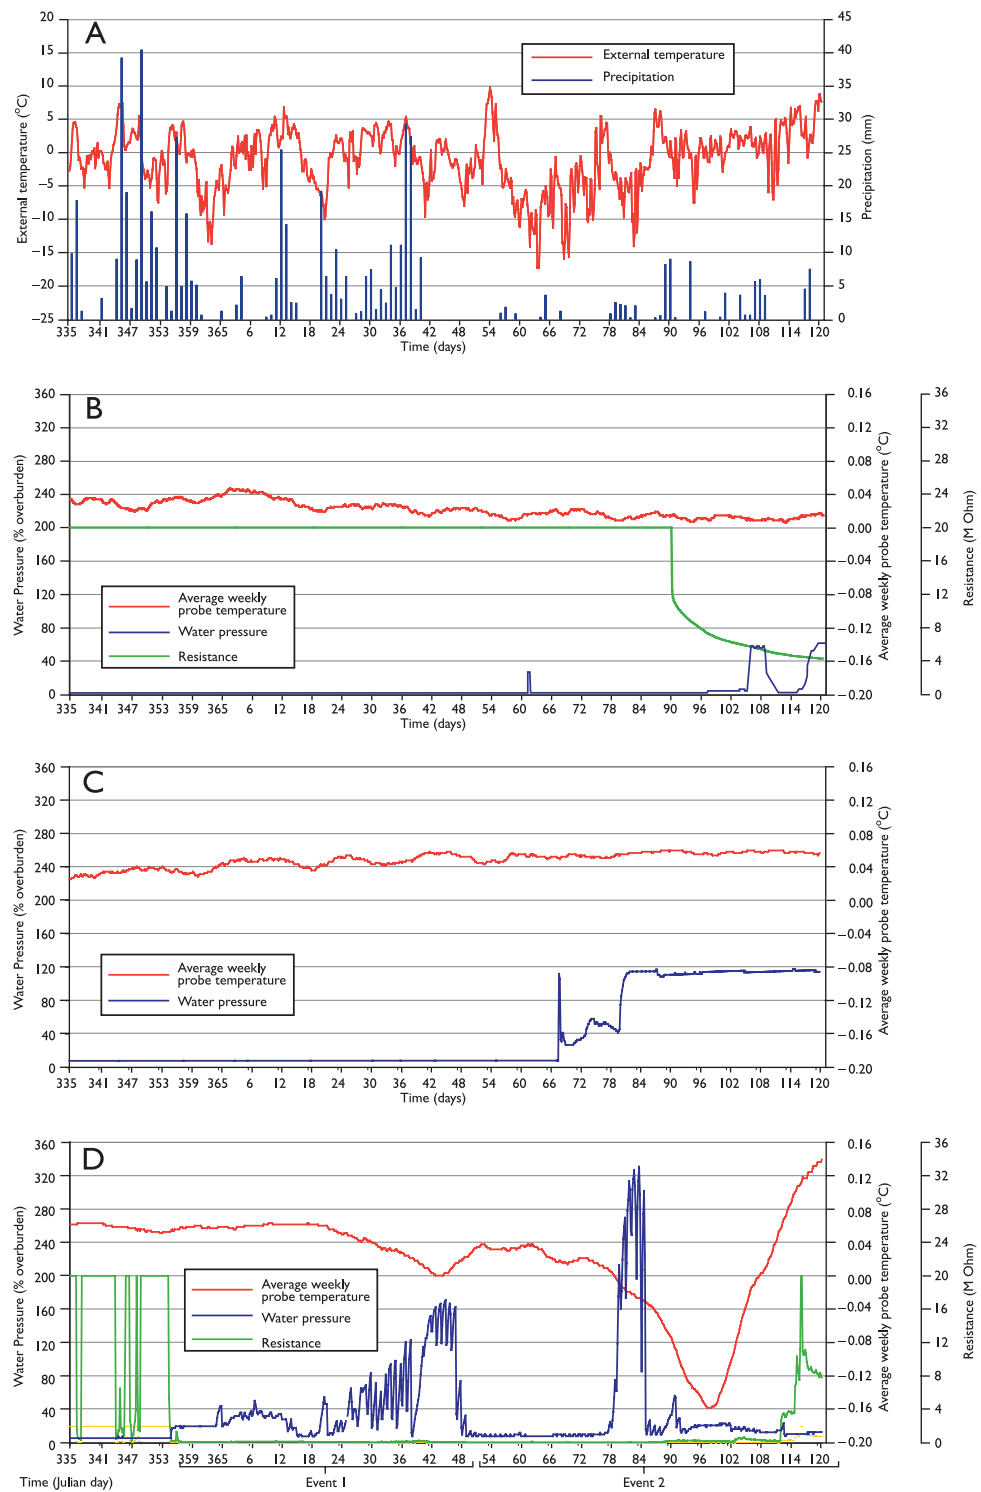 A
External temperature (°C)
20
15
10
5
0
−5
−10
−15
−20
−25
External temperature
Precipitation
45
40
35
30
25
20
15
10
5
0
Precipitation (mm)
335 341 347 353 359 365 6 12 18 24 30 36 42 48 54 60 66 72 78 84 90 96 102 108 114 120
Time (days)
B
Water Pressure (% overburden)
360
320
280
240
200
160
120
80
40
0
Average weekly
probe temperature
Water pressure
Resistance
0.16
0.12
0.08
0.04
0.00
−0.04
−0.08
−0.12
−0.16
−0.20
Average weekly probe temperature (°C)
36
32
28
24
20
16
12
8
4
0
Resistance (M Ohm)
335 341 347 353 359 365 6 12 18 24 30 36 42 48 54 60 66 72 78 84 90 96 102 108 114 120
Time (days)
C
Water Pressure (% overburden)
360
320
280
240
200
160
120
80
40
0
Average weekly
probe temperature
Water pressure
0.16
0.12
0.08
0.04
0.00
−0.04
−0.08
−0.12
−0.16
−0.20
Average weekly probe temperature (°C)
335 341 347 353 359 365 6 12 18 24 30 36 42 48 54 60 66 72 78 84 90 96 102 108 114 120
Time (days)
D
Water Pressure (% overburden)
360
320
280
240
200
160
120
80
40
0
Average weekly
probe temperature
Water pressure
Resistance
0.16
0.12
0.08
0.04
0.00
−0.04
−0.08
−0.12
−0.16
−0.20
Average weekly probe temperature (°C)
36
32
28
24
20
16
12
8
4
0
Resistance (M Ohm)
335 341 347 353 359 365 6 12 18 24 30 36 42 48 54 60 66 72 78 84 90 96 102 108 114 120
Time (Julian day) Event 1 Event 2